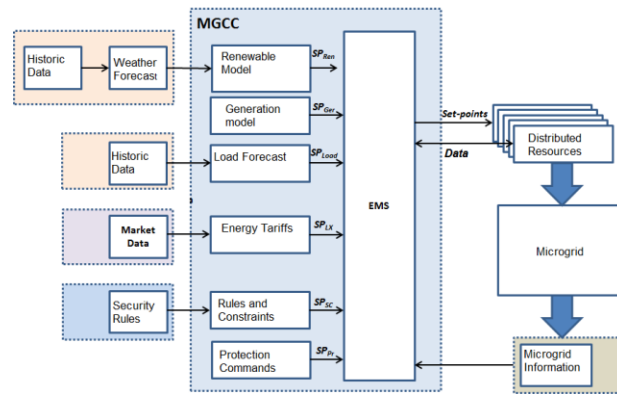 MGCC
Historic
Data
Weather
Forecast
Renewable
Model
SPRen
Generation
model
SPGer
Set-points
Distributed
Resources
Data
Historic
Data
Load Forecast
SPLoad
EMS
Market
Data
Energy Tariffs
SPLX
Microgrid
Security
Rules
Rules and
Constraints
SPSC
Protection
Commands
SPPr
Microgrid
Information